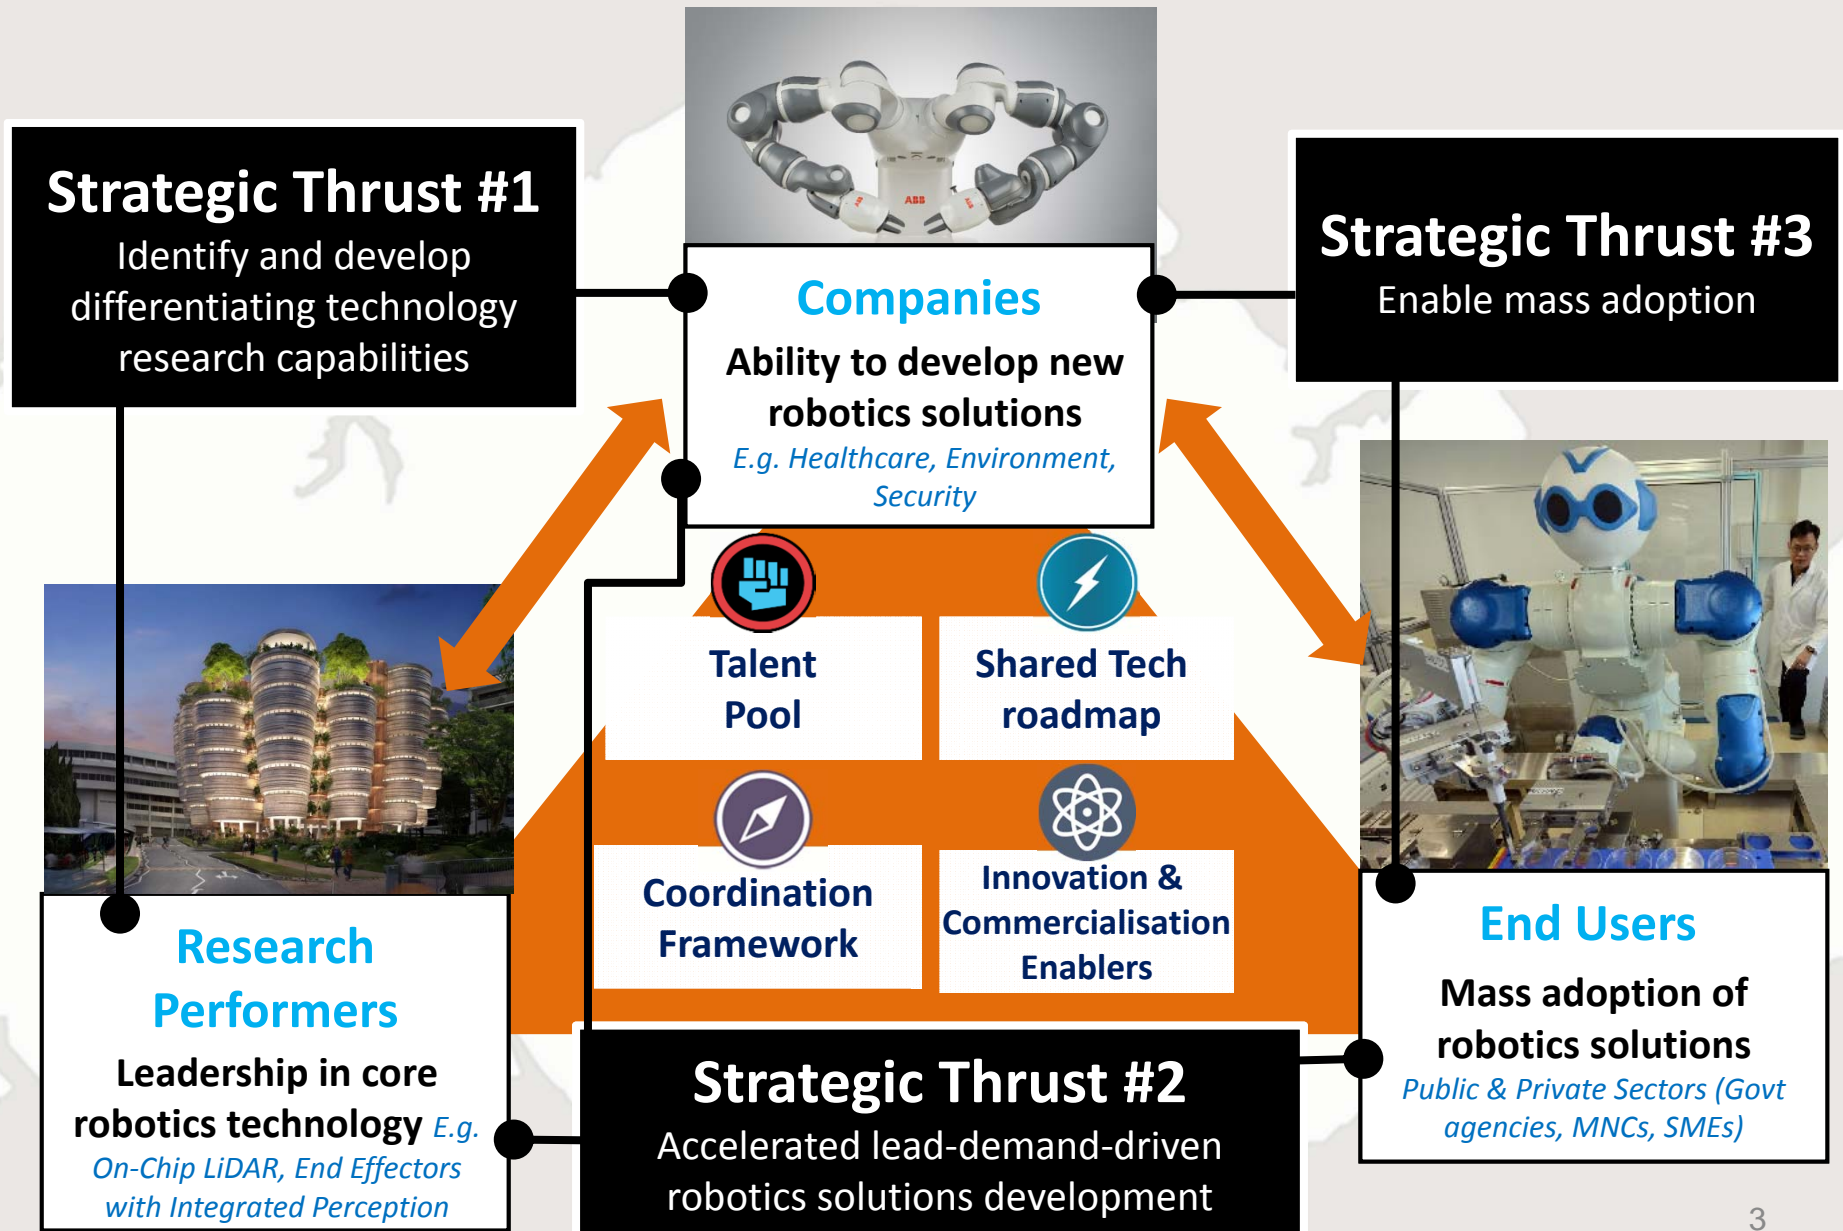 ABB
ABB
ABB
Strategic Thrust #1
Identify and develop
differentiating technology
research capabilities
Companies
Ability to develop new
robotics solutions
E.g. Healthcare, Environment,
Security
Strategic Thrust #3
Enable mass adoption
Talent
Pool
Shared Tech
roadmap
Coordination
Framework
Innovation &
Commercialisation
Enablers
Research
Performers
Leadership in core
robotics technology E.g.
On-Chip LiDAR, End Effectors
with Integrated Perception
Strategic Thrust #2
Accelerated lead-demand-driven
robotics solutions development
End Users
Mass adoption of
robotics solutions
Public & Private Sectors (Govt
agencies, MNCs, SMEs)
3